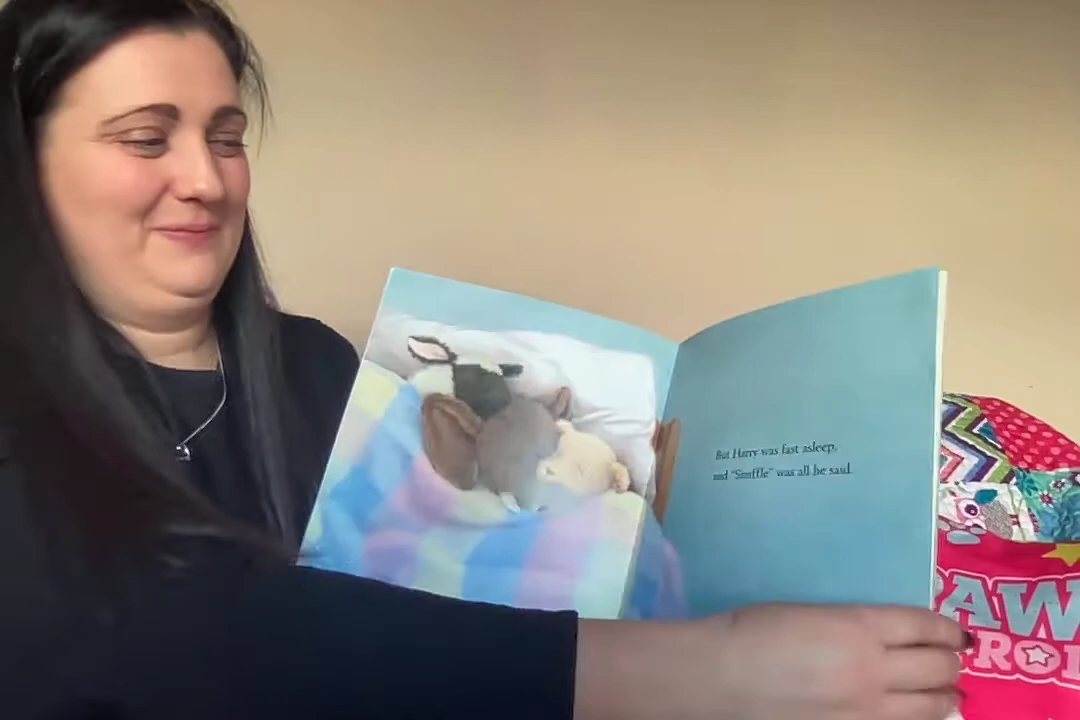 But Harry was fast asleep,
and "Snuffle" was all he said.
PAW